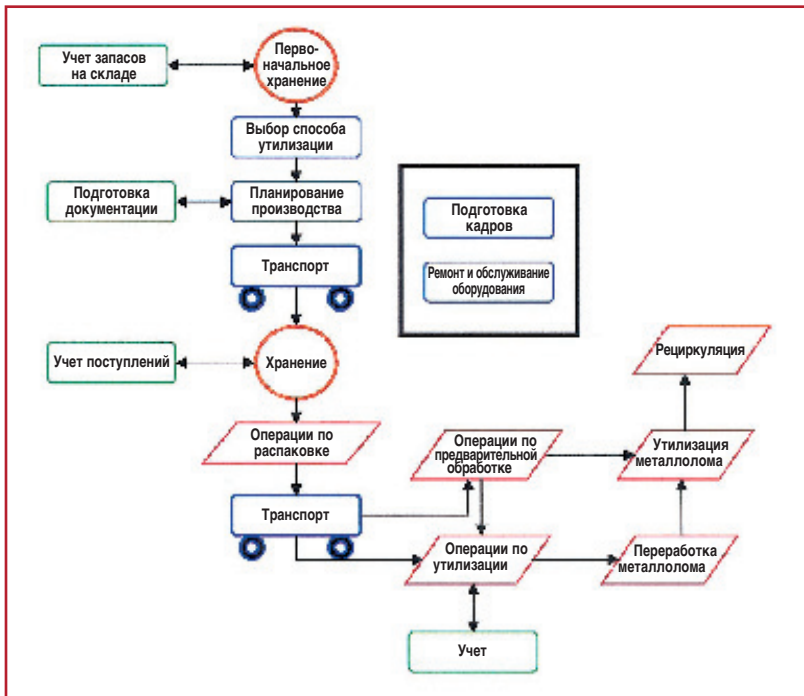 Учет запасов
на складе
Перво-
начальное
хранение
Выбор способа
утилизации
Подготовка
документации
Планирование
производства
Подготовка
кадров
Транспорт
Ремонт и обслуживание
оборудования
Учет поступлений
Хранение
Рециркуляция
Операции по
распаковке
Операции по
предварительной
обработке
Утилизация
металлолома
Транспорт
Операции по
утилизации
Переработка
металлолома
Учет